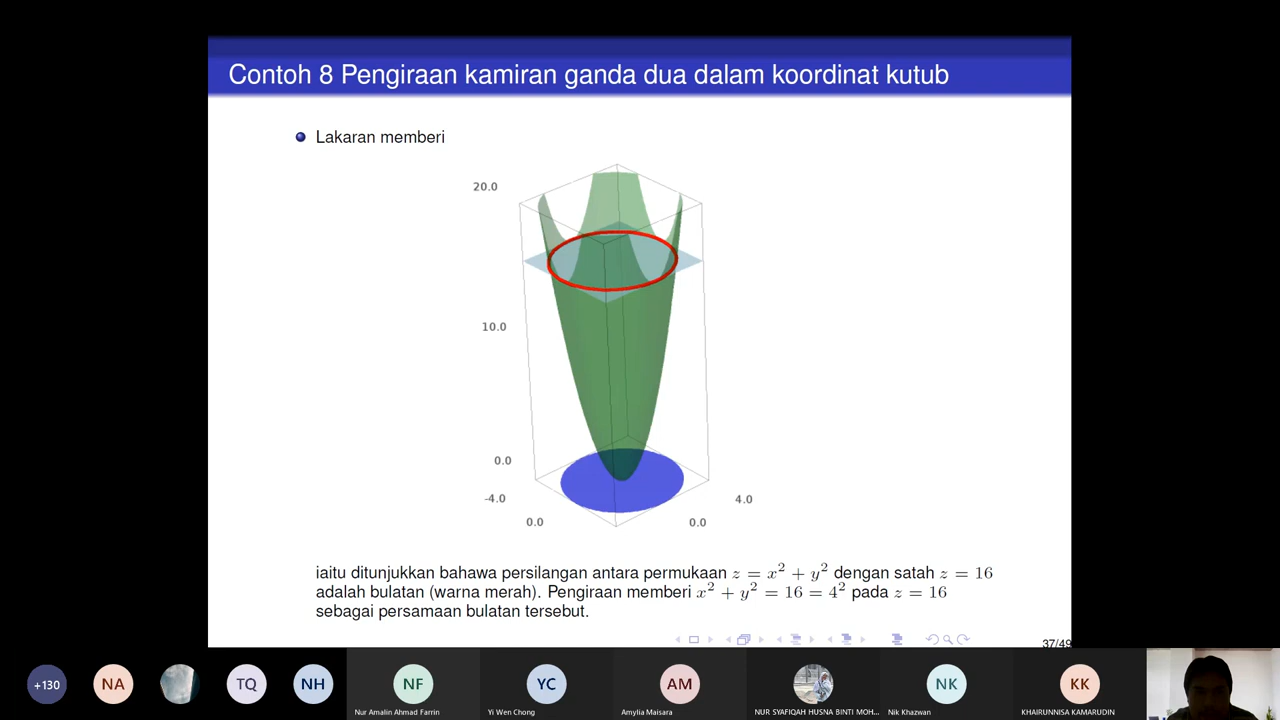 Contoh 8 Pengiraan kamiran ganda dua dalam koordinat kutub
Lakaran memberi
20.0
10.0
0.0
-4.0
4.0
0.0
0.0
iaitu ditunjukkan bahawa persilangan antara permukaan z = x² + y² dengan satah z = 16
adalah bulatan (warna merah). Pengiraan memberi x² + y² = 16 = 4² pada z = 16
sebagai persamaan bulatan tersebut.
37/49
+130
NA
TQ
NH
NF
YC
AM
NK
KK
Nur Amalin Ahmad Farrin
Yi Wen Chong
Amylia Maisara
NUR SYAFIQAH HUSNA BINTI MOH...
Nik Khazwan
KHAIRUNNISA KAMARUDIN